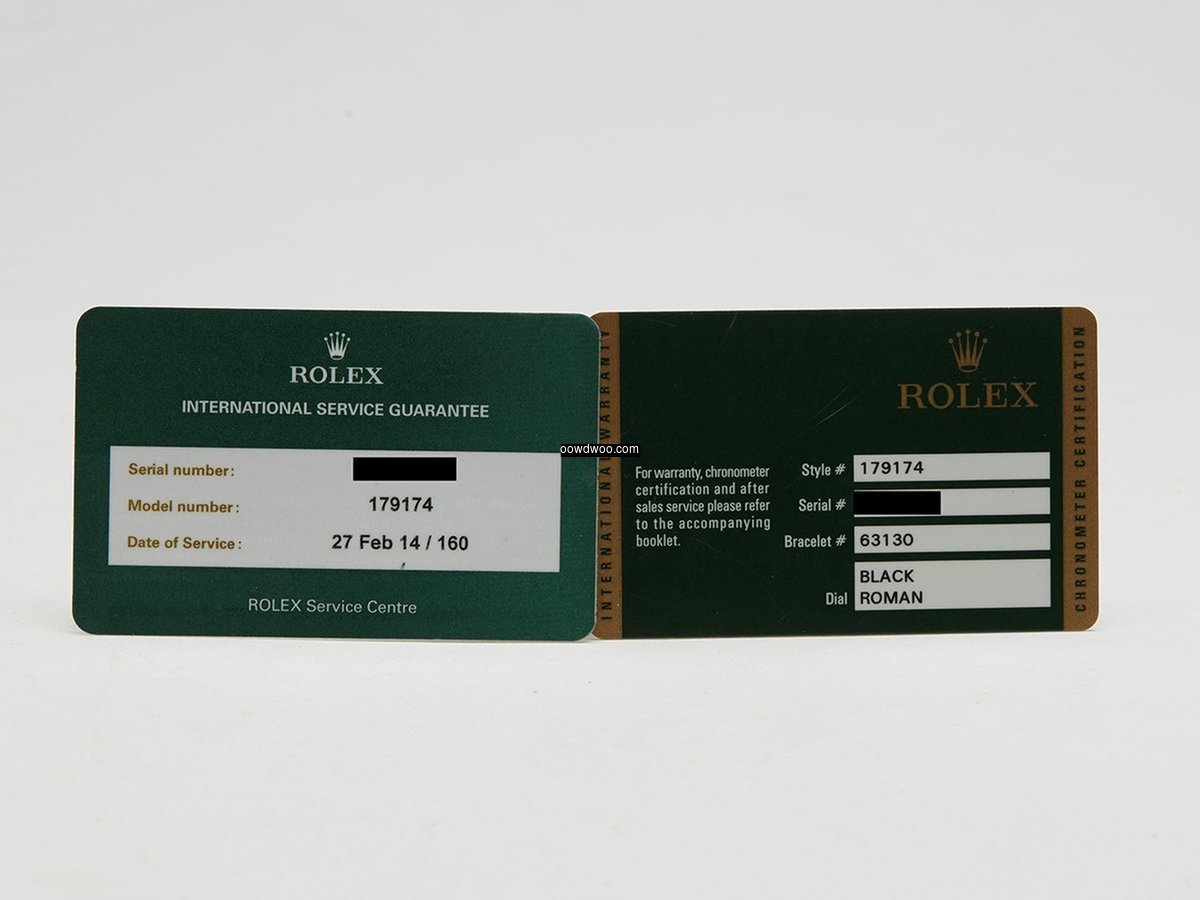 ROLEX
INTERNATIONAL SERVICE GUARANTEE
Serial number:
Model number: 179174
Date of Service: 27 Feb 14 / 160
ROLEX Service Centre
oowdwoo.com
INTERNATIONAL WARRANTY
ROLEX
For warranty, chronometer
certification and after
sales service please refer
to the accompanying
booklet.
Style # 179174
Serial #
Bracelet # 63130
Dial BLACK
ROMAN
CHRONOMETER CERTIFICATION